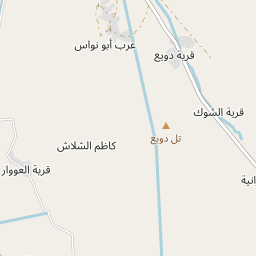 عرب أبو نواس
قرية دويع
قرية الشوك
تل دويع
كاظم الشلاش
قرية العووار